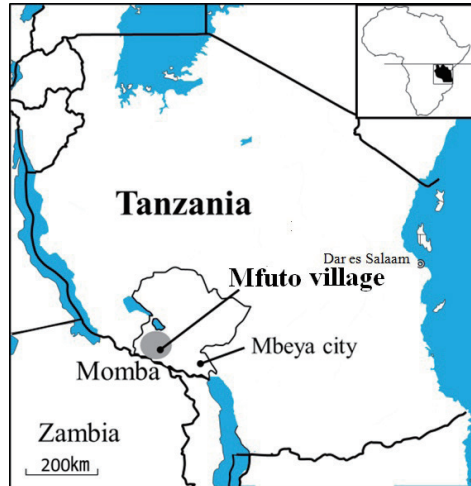 Tanzania
Dar es Salaam
Mfuto village
Mbeya city
Momba
Zambia
200km